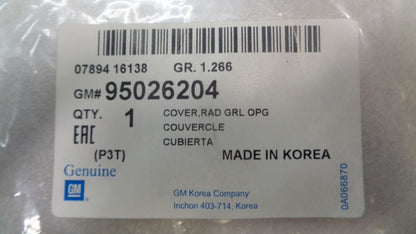 07894 16138 GR. 1.266
GM# 95026204
QTY. 1 COVER,RAD GRL OPG
EAC COUVERCLE
(P3T) CUBIERTA
MADE IN KOREA
Genuine
GM
GM Korea Company
Inchon 403-714, Korea
0A066870